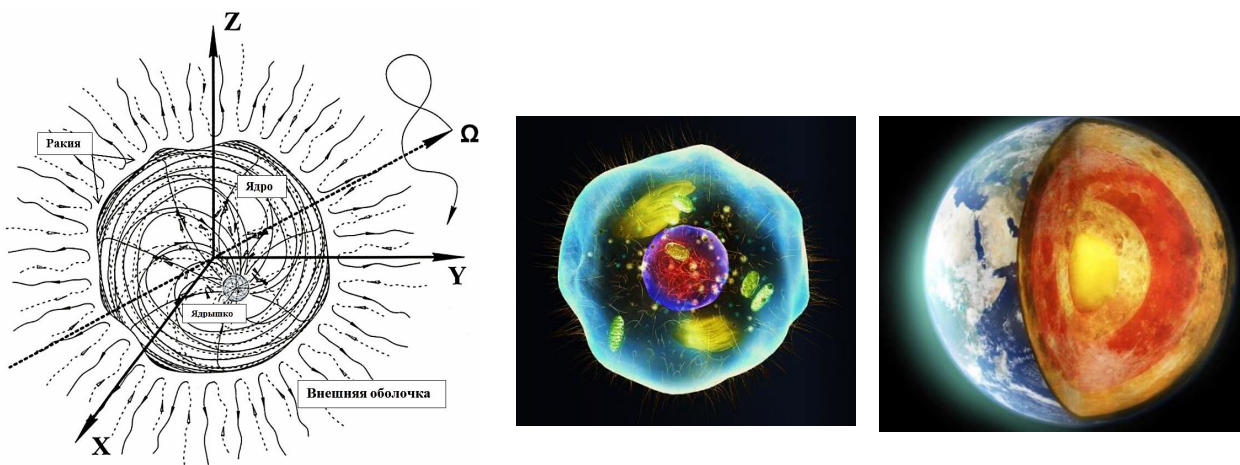 Z
Ω
Ракия
Ядро
Y
Ядрышко
Внешняя оболочка
X